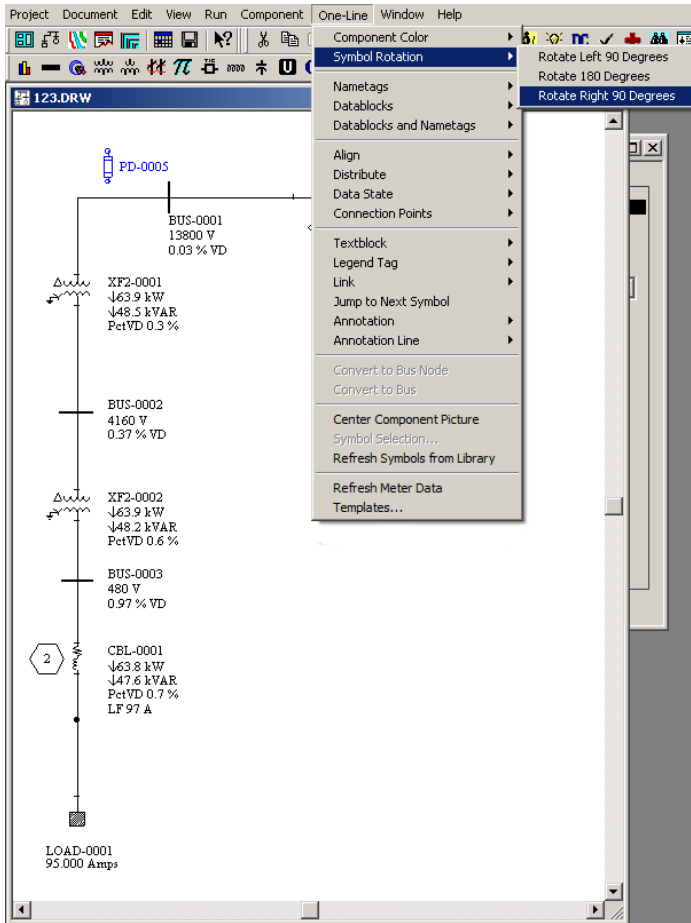 Project Document Edit View Run Component One-Line Window Help
Component Color
Symbol Rotation
Rotate Left 90 Degrees
Rotate 180 Degrees
Rotate Right 90 Degrees
Nametags
Datablocks
Datablocks and Nametags
Align
Distribute
Data State
Connection Points
Textblock
Legend Tag
Link
Jump to Next Symbol
Annotation
Annotation Line
Convert to Bus Node
Convert to Bus
Center Component Picture
Symbol Selection...
Refresh Symbols from Library
Refresh Meter Data
Templates...
123.DRW
PD-0005
BUS-0001
13800 V
0.03 % VD
XF2-0001
↓63.9 kW
↓48.5 kVAR
PctVD 0.3 %
BUS-0002
4160 V
0.37 % VD
XF2-0002
↓63.9 kW
↓48.2 kVAR
PctVD 0.6 %
BUS-0003
480 V
0.97 % VD
2
CBL-0001
↓63.8 kW
↓47.6 kVAR
PctVD 0.7 %
LF 97 A
LOAD-0001
95.000 Amps